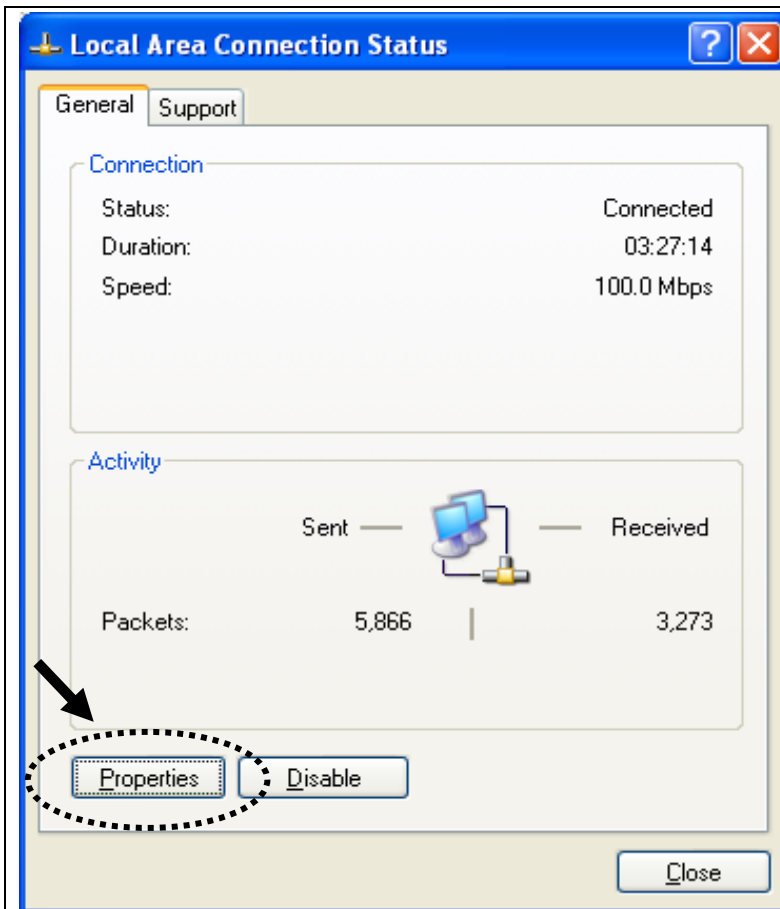 Local Area Connection Status
General Support
Connection
Status: Connected
Duration: 03:27:14
Speed: 100.0 Mbps
Activity
Sent Received
Packets: 5,866 3,273
Properties Disable
Close